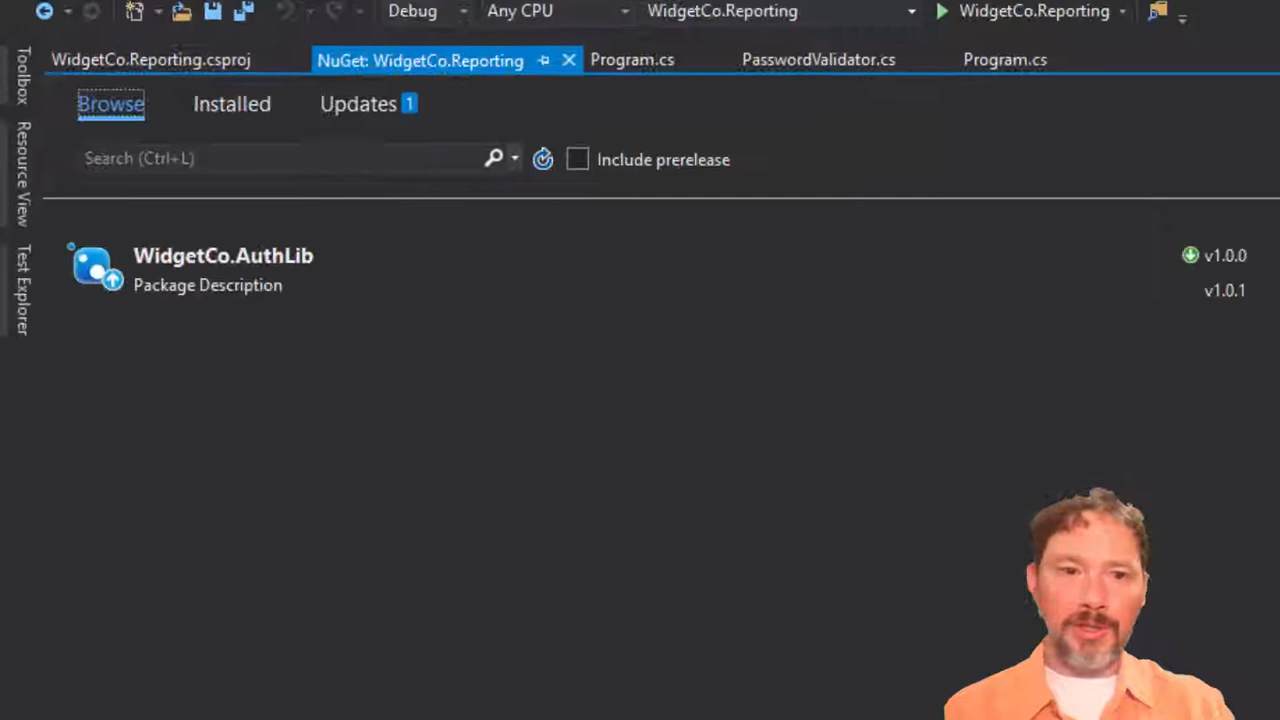 Debug Any CPU WidgetCo.Reporting WidgetCo.Reporting
WidgetCo.Reporting.csproj NuGet: WidgetCo.Reporting Program.cs PasswordValidator.cs Program.cs
Toolbox
Resource View
Test Explorer
Browse Installed Updates 1
Search (Ctrl+L) Include prerelease
WidgetCo.AuthLib v1.0.0
Package Description v1.0.1